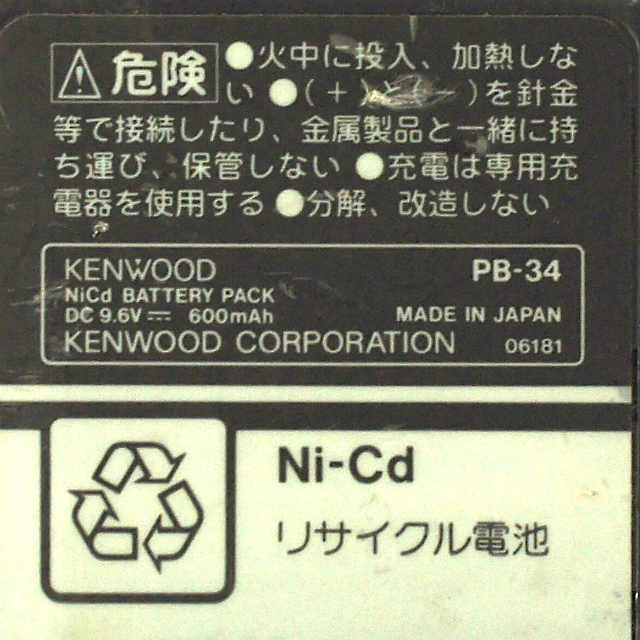 危険 ●火中に投入、加熱しな
い ●(+)と(-)を針金
等で接続したり、金属製品と一緒に持
ち運び、保管しない ●充電は専用充
電器を使用する ●分解、改造しない
KENWOOD PB-34
NiCd BATTERY PACK
DC 9.6V⎓ 600mAh MADE IN JAPAN
KENWOOD CORPORATION 06181
Ni-Cd
リサイクル電池